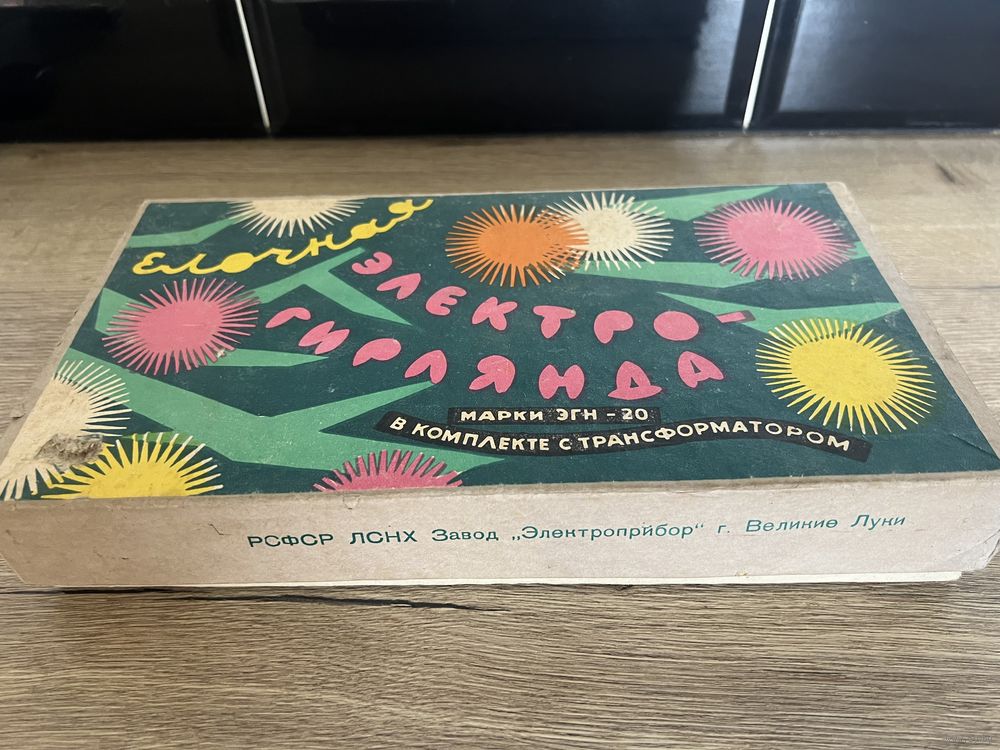 Елочная
ЭЛЕКТРО-
ГИРЛЯНДА
МАРКИ ЭГН - 20
В КОМПЛЕКТЕ С ТРАНСФОРМАТОРОМ
РСФСР ЛСНХ Завод „Электроприбор“ г. Великие Луки